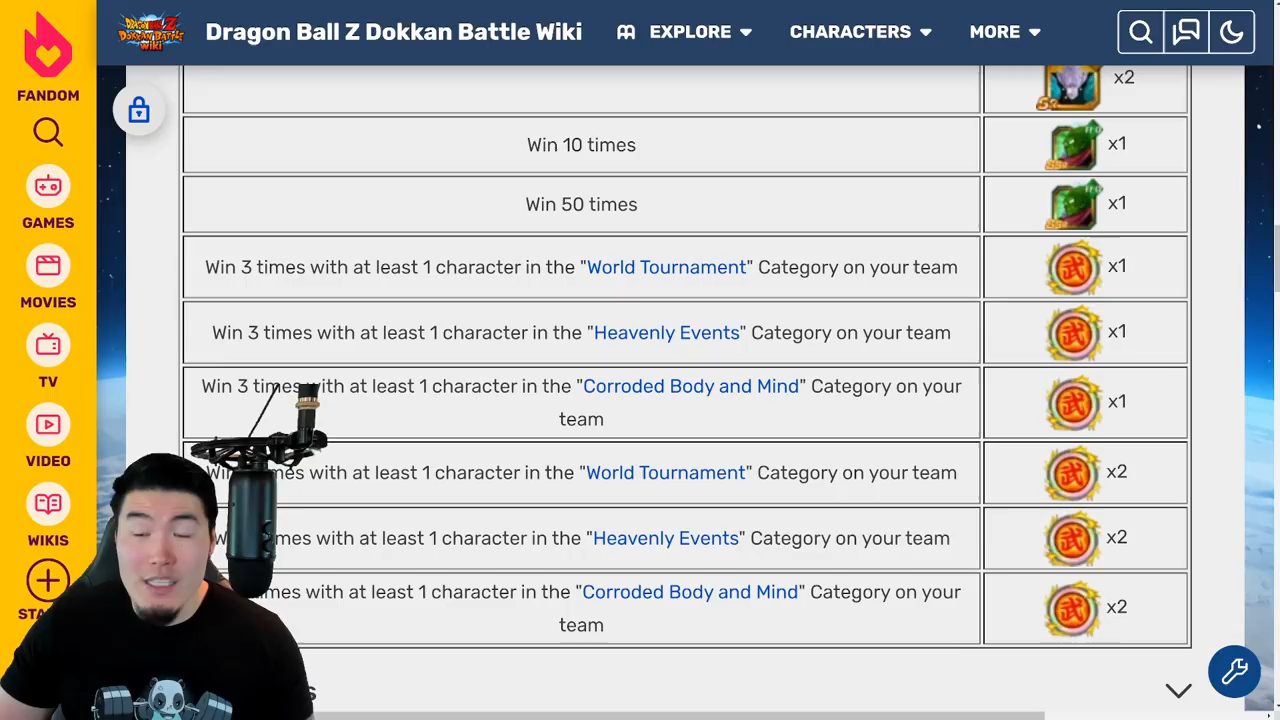 DRAGON BALL Z
DOKKAN BATTLE
WIKI
Dragon Ball Z Dokkan Battle Wiki
EXPLORE
CHARACTERS
MORE
FANDOM
GAMES
MOVIES
TV
VIDEO
WIKIS
x2
Win 10 times
x1
Win 50 times
x1
Win 3 times with at least 1 character in the "World Tournament" Category on your team
x1
Win 3 times with at least 1 character in the "Heavenly Events" Category on your team
x1
Win 3 times with at least 1 character in the "Corroded Body and Mind" Category on your
team
x1
with at least 1 character in the "World Tournament" Category on your team
x2
with at least 1 character in the "Heavenly Events" Category on your team
x2
with at least 1 character in the "Corroded Body and Mind" Category on your
team
x2